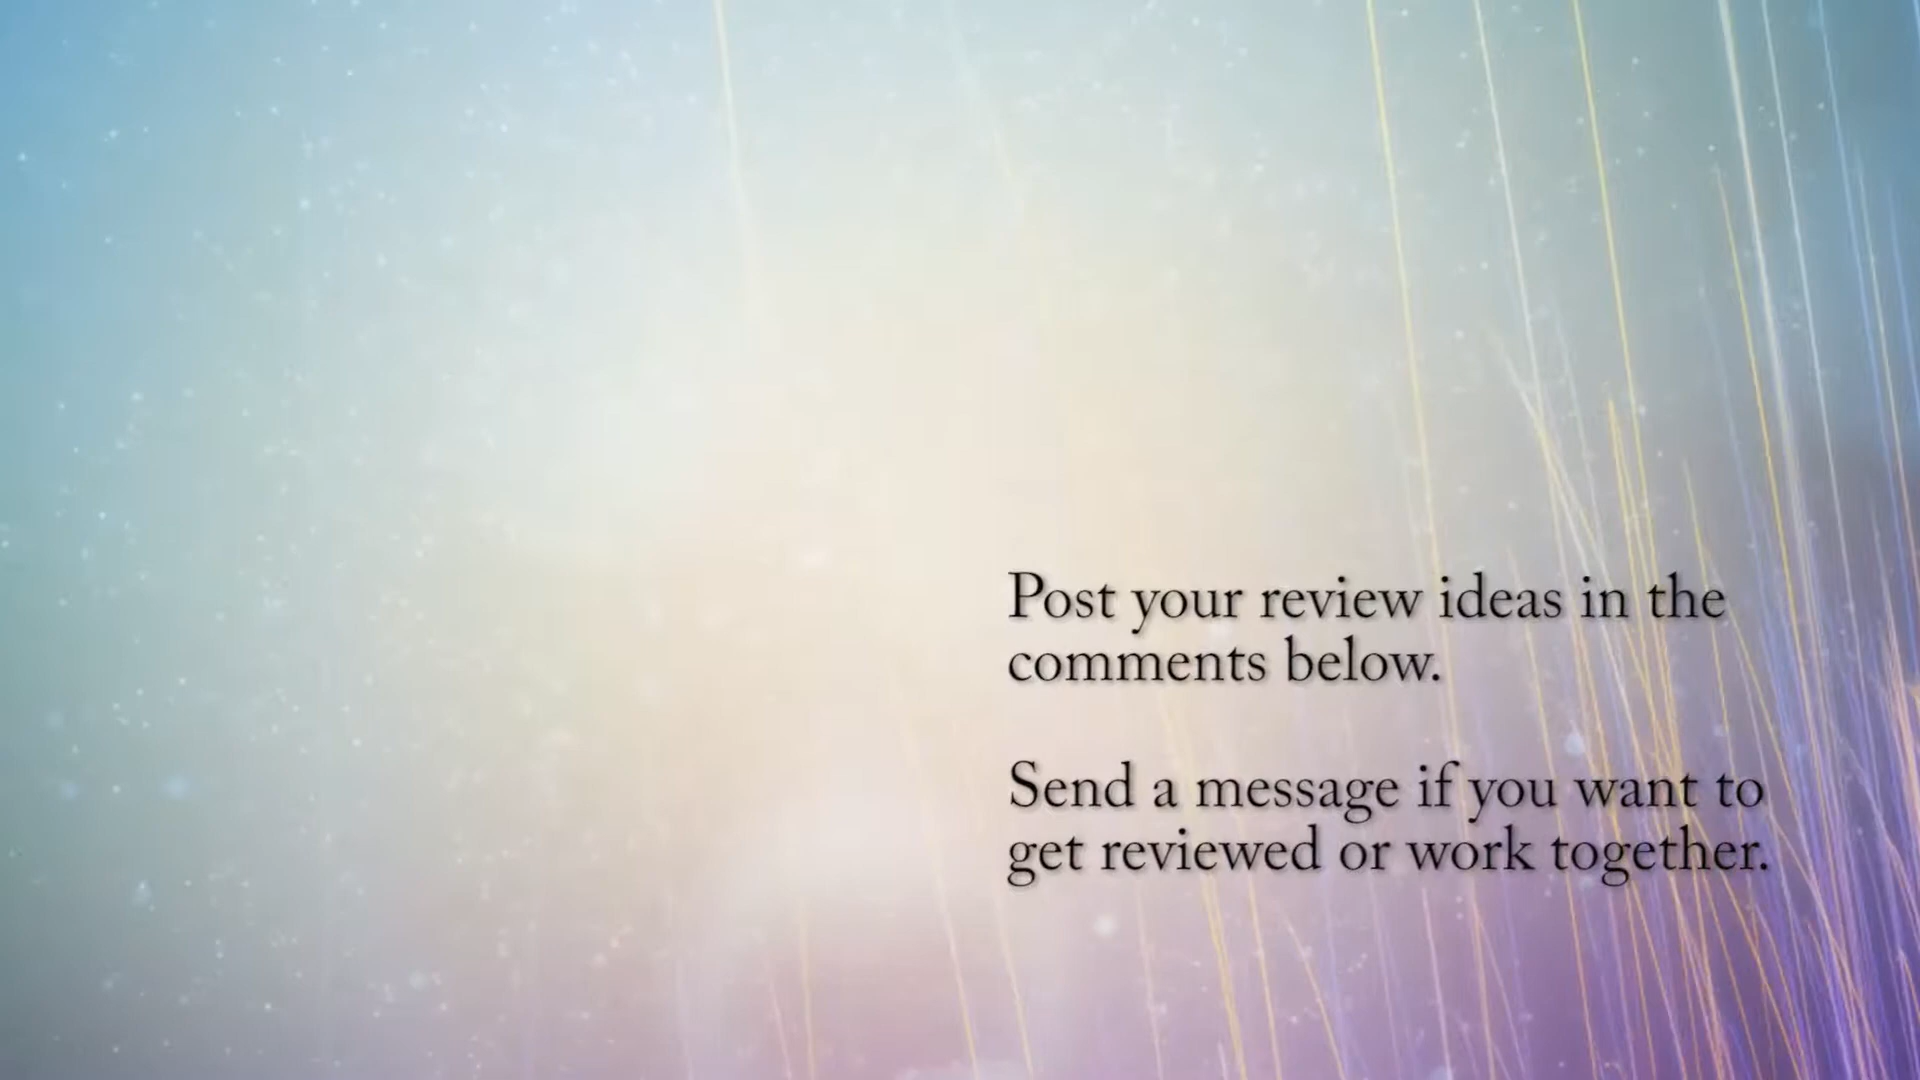 Post your review ideas in the
comments below.
Send a message if you want to
get reviewed or work together.